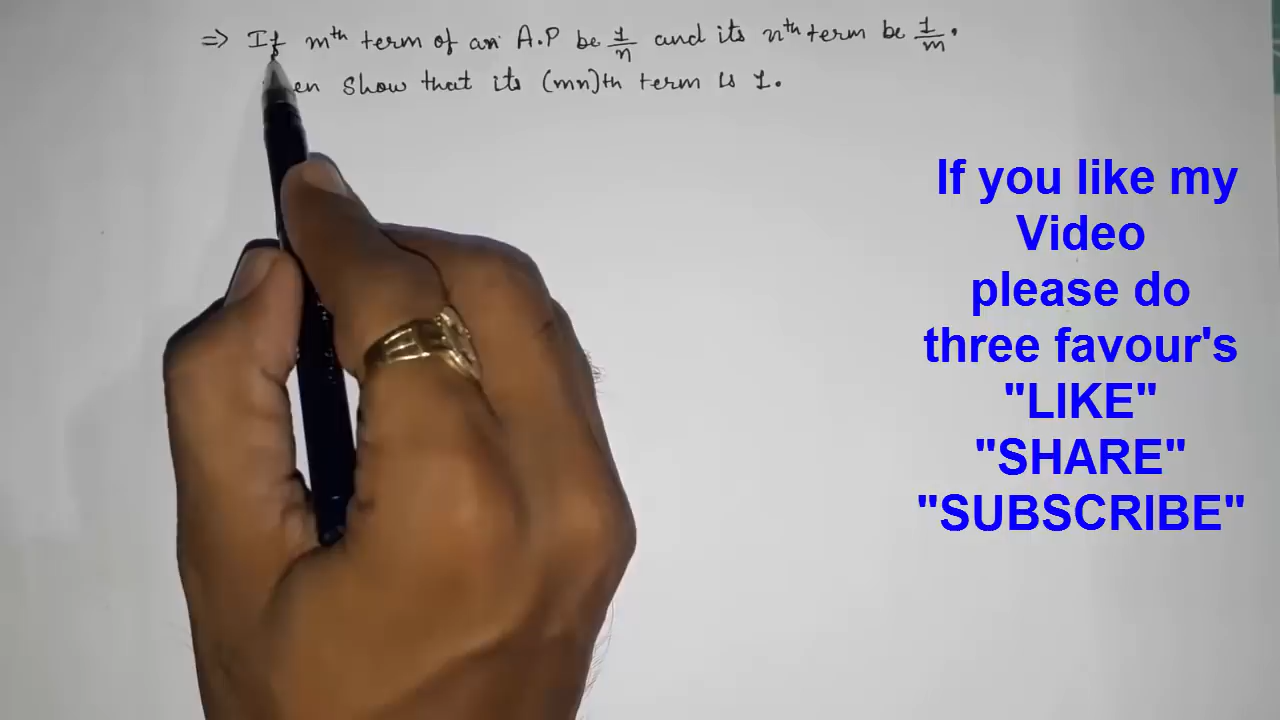 ⇒ If mth term of an A.P be 1/n and its nth term be 1/m.
en show that its (mn)th term is 1.
If you like my
Video
please do
three favour's
"LIKE"
"SHARE"
"SUBSCRIBE"